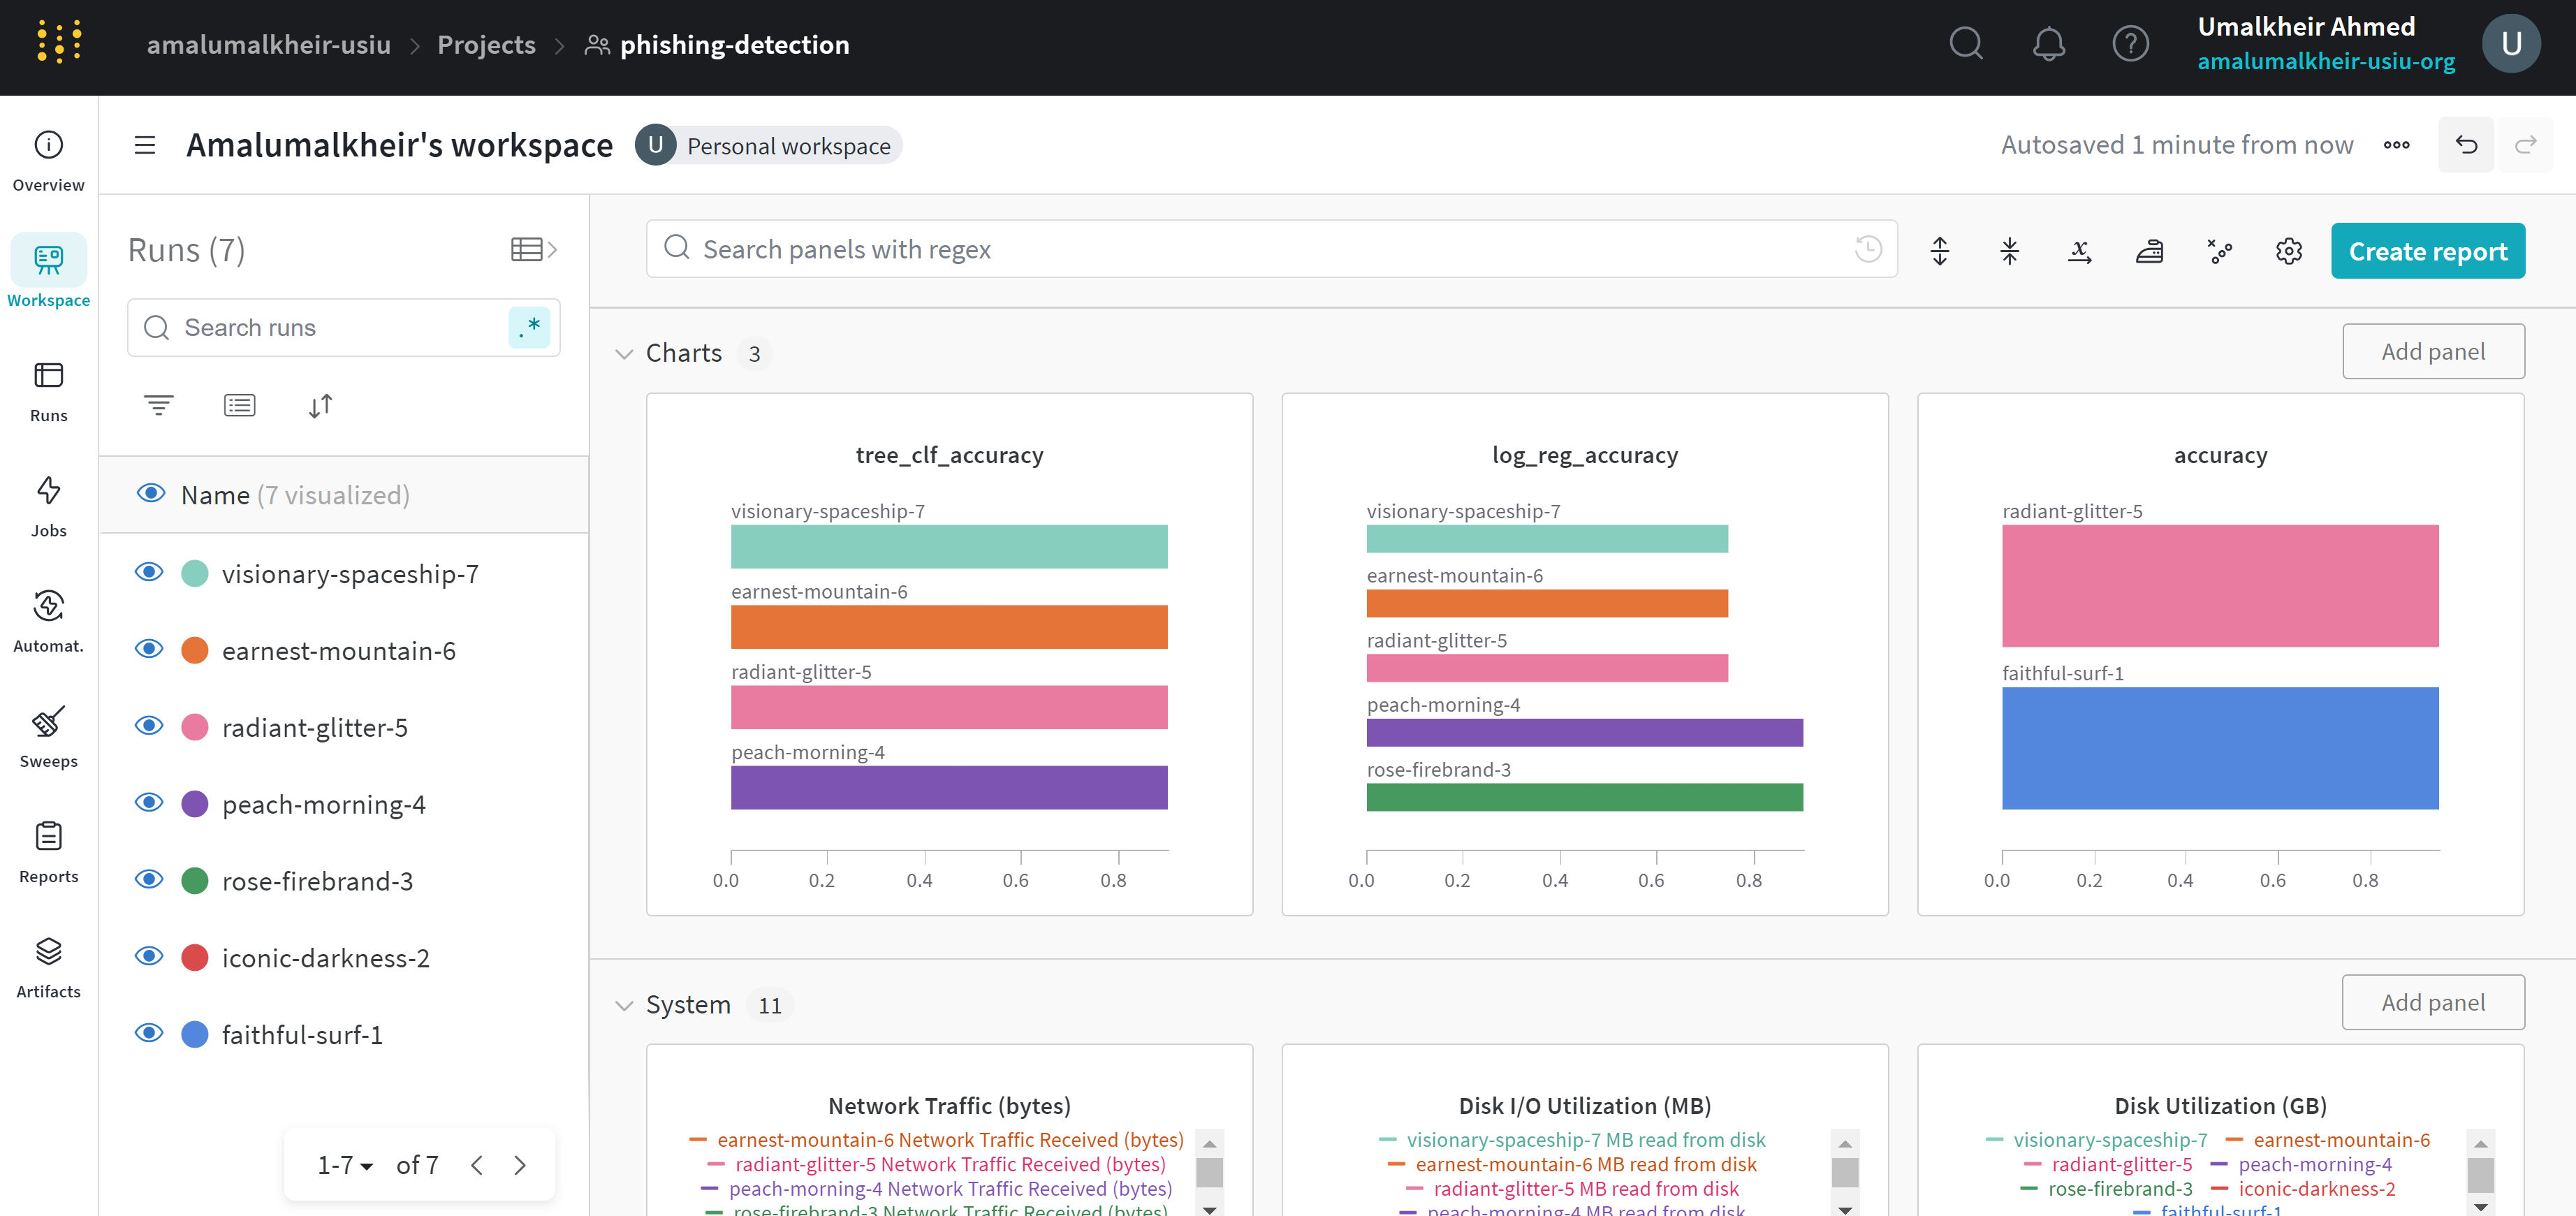 amalumalkheir-usiu > Projects > phishing-detection
Umalkheir Ahmed
amalumalkheir-usiu-org
U
Amalumalkheir's workspace
U Personal workspace
Autosaved 1 minute from now
Overview
Workspace
Runs
Jobs
Automat.
Sweeps
Reports
Artifacts
Runs (7)
Search runs
.*
Name (7 visualized)
visionary-spaceship-7
earnest-mountain-6
radiant-glitter-5
peach-morning-4
rose-firebrand-3
iconic-darkness-2
faithful-surf-1
1-7 of 7
Search panels with regex
Create report
Charts 3
Add panel
tree_clf_accuracy
visionary-spaceship-7
earnest-mountain-6
radiant-glitter-5
peach-morning-4
0.0 0.2 0.4 0.6 0.8
log_reg_accuracy
visionary-spaceship-7
earnest-mountain-6
radiant-glitter-5
peach-morning-4
rose-firebrand-3
0.0 0.2 0.4 0.6 0.8
accuracy
radiant-glitter-5
faithful-surf-1
0.0 0.2 0.4 0.6 0.8
System 11
Add panel
Network Traffic (bytes)
earnest-mountain-6 Network Traffic Received (bytes)
radiant-glitter-5 Network Traffic Received (bytes)
peach-morning-4 Network Traffic Received (bytes)
rose-firebrand-3 Network Traffic Received (bytes)
Disk I/O Utilization (MB)
visionary-spaceship-7 MB read from disk
earnest-mountain-6 MB read from disk
radiant-glitter-5 MB read from disk
peach-morning-4 MB read from disk
Disk Utilization (GB)
visionary-spaceship-7 earnest-mountain-6
radiant-glitter-5 peach-morning-4
rose-firebrand-3 iconic-darkness-2
faithful-surf-1